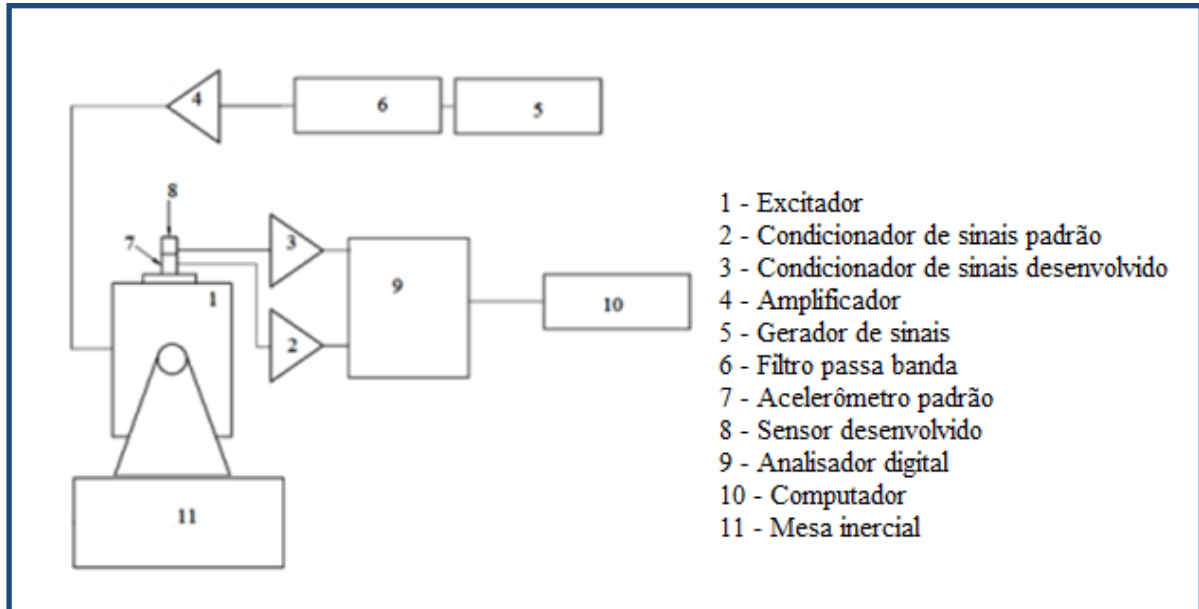 4
6
5
8
7
3
1
9
10
2
11
1 - Excitador
2 - Condicionador de sinais padrão
3 - Condicionador de sinais desenvolvido
4 - Amplificador
5 - Gerador de sinais
6 - Filtro passa banda
7 - Acelerômetro padrão
8 - Sensor desenvolvido
9 - Analisador digital
10 - Computador
11 - Mesa inercial